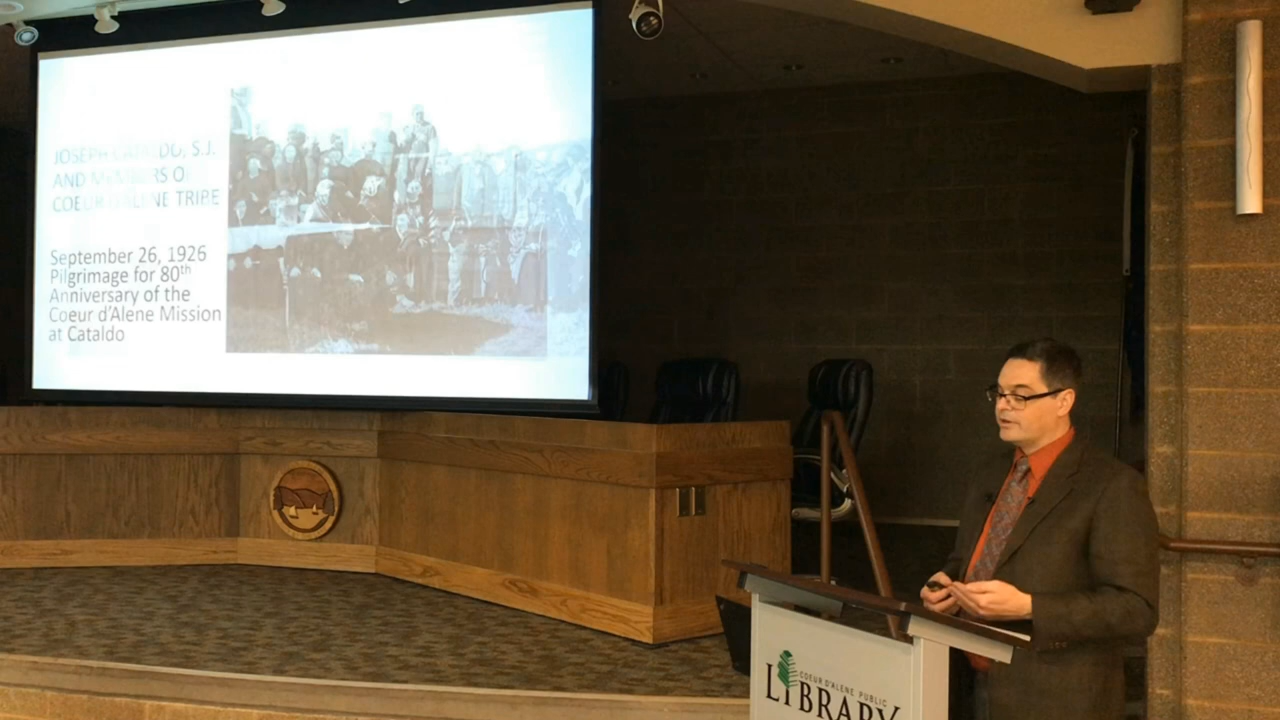 JOSEPH CATALDO, S.J.
AND MEMBERS OF
COEUR D'ALENE TRIBE
September 26, 1926
Pilgrimage for 80th
Anniversary of the
Coeur d'Alene Mission
at Cataldo
COEUR D'ALENE PUBLIC
LIBRARY